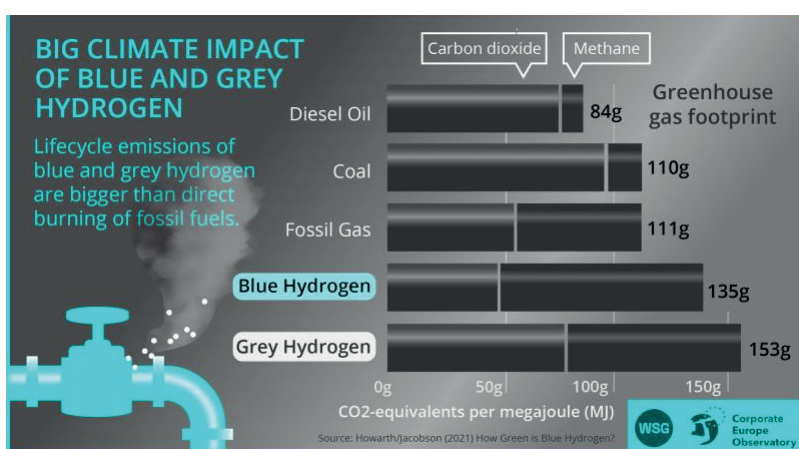 BIG CLIMATE IMPACT
OF BLUE AND GREY
HYDROGEN
Lifecycle emissions of
blue and grey hydrogen
are bigger than direct
burning of fossil fuels.
Carbon dioxide
Methane
Greenhouse
gas footprint
Diesel Oil
84g
Coal
110g
Fossil Gas
111g
Blue Hydrogen
135g
Grey Hydrogen
153g
0g
50g
100g
150g
CO2-equivalents per megajoule (MJ)
Source: Howarth/Jacobson (2021) How Green is Blue Hydrogen?
WSG
Corporate
Europe
Observatory